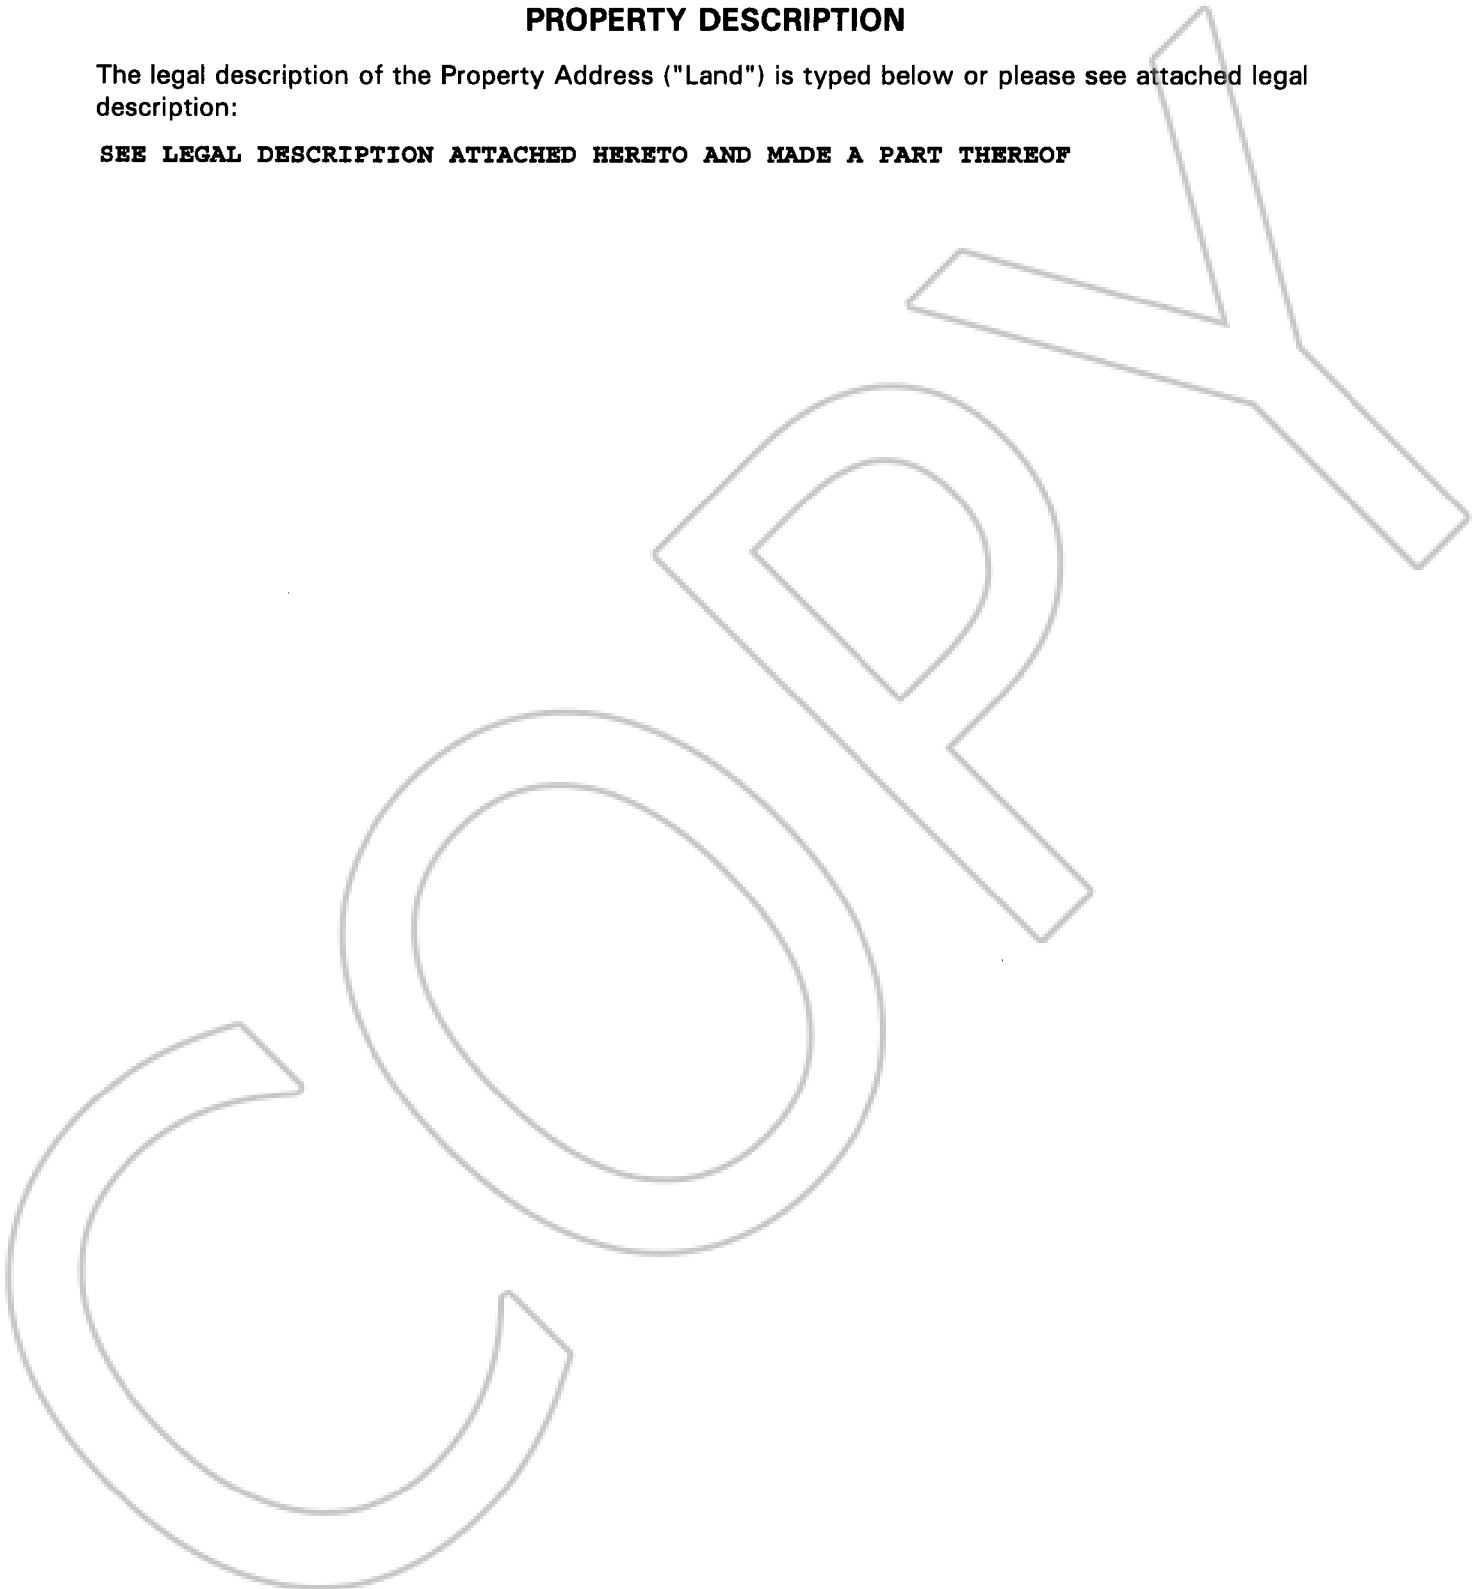 PROPERTY DESCRIPTION
The legal description of the Property Address ("Land") is typed below or please see attached legal
description:
SEE LEGAL DESCRIPTION ATTACHED HERETO AND MADE A PART THEREOF
COPY